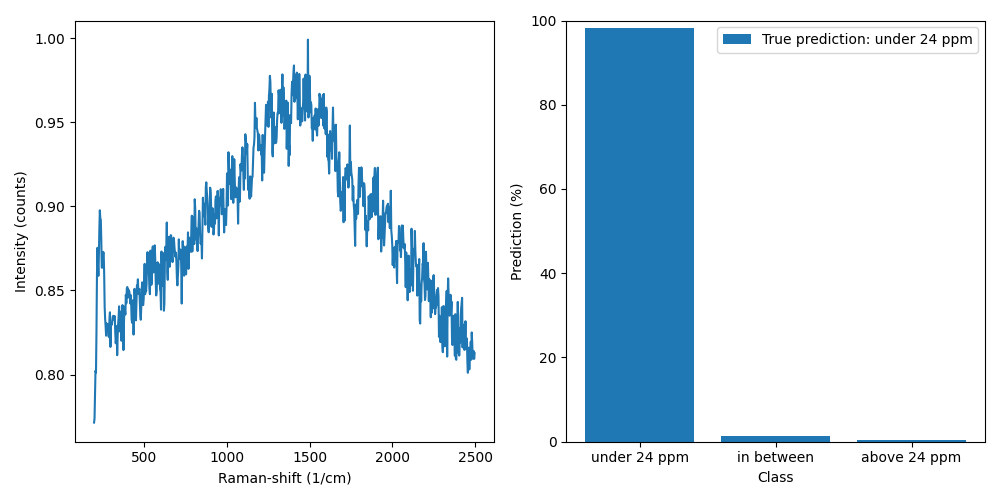 1.00
0.95
0.90
0.85
0.80
Intensity (counts)
500
1000
1500
2000
2500
Raman-shift (1/cm)
100
80
60
40
20
0
Prediction (%)
True prediction: under 24 ppm
under 24 ppm
in between
above 24 ppm
Class